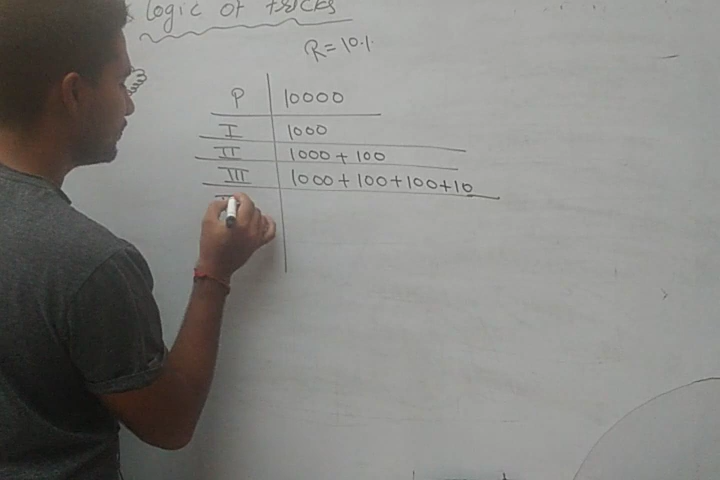 logic of tricks
R = 10%
P 10000
I 1000
II 1000 + 100
III 1000 + 100 + 100 + 10